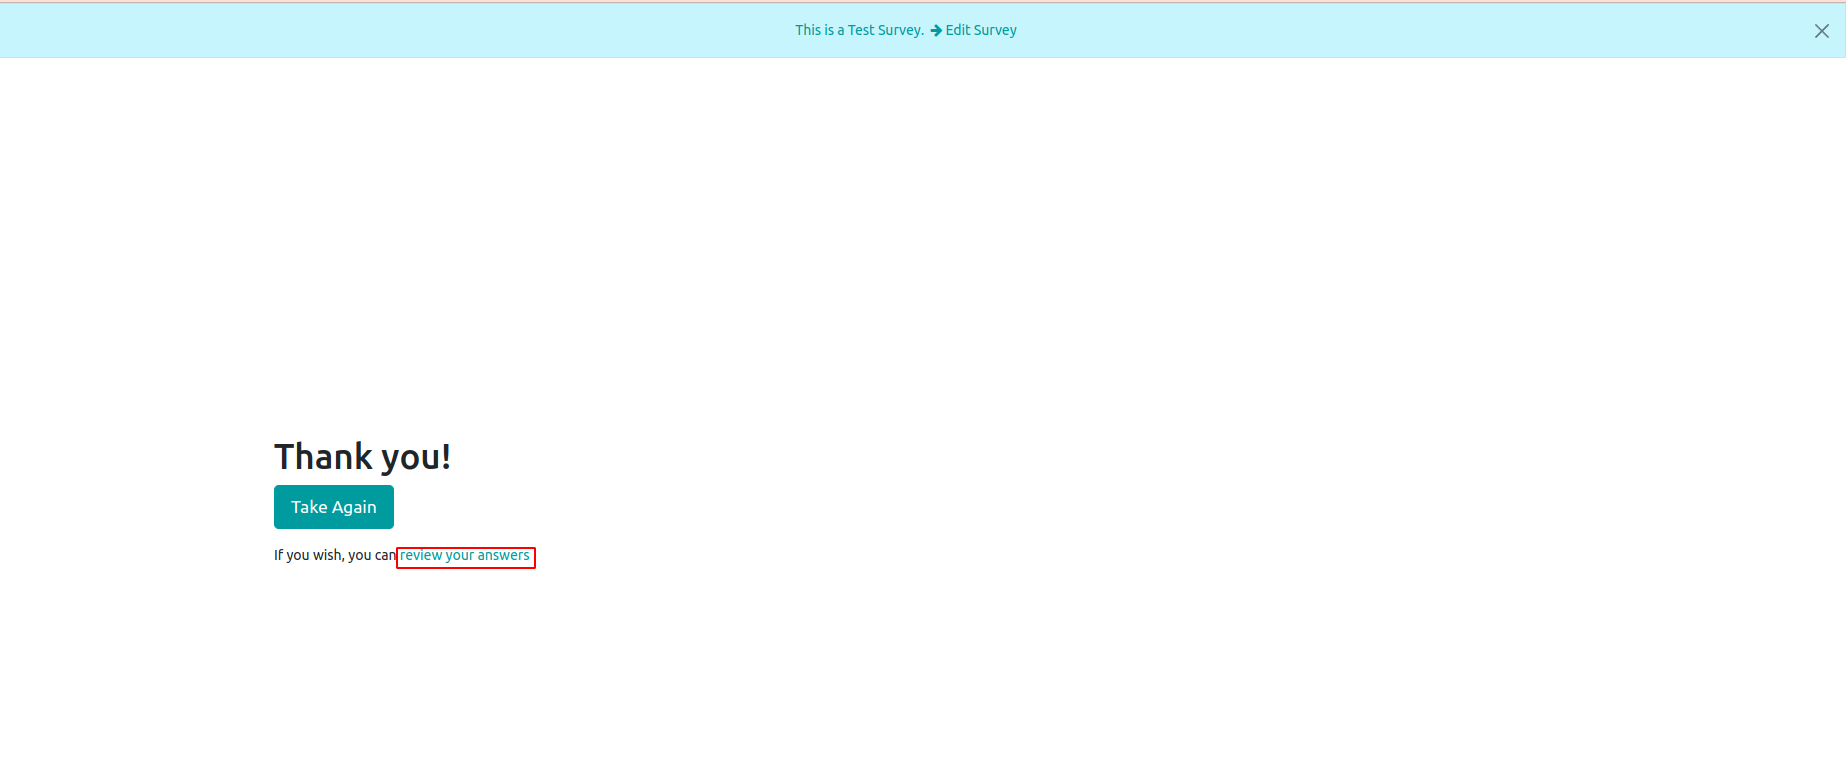 This is a Test Survey. Edit Survey
Thank you!
Take Again
If you wish, you can review your answers